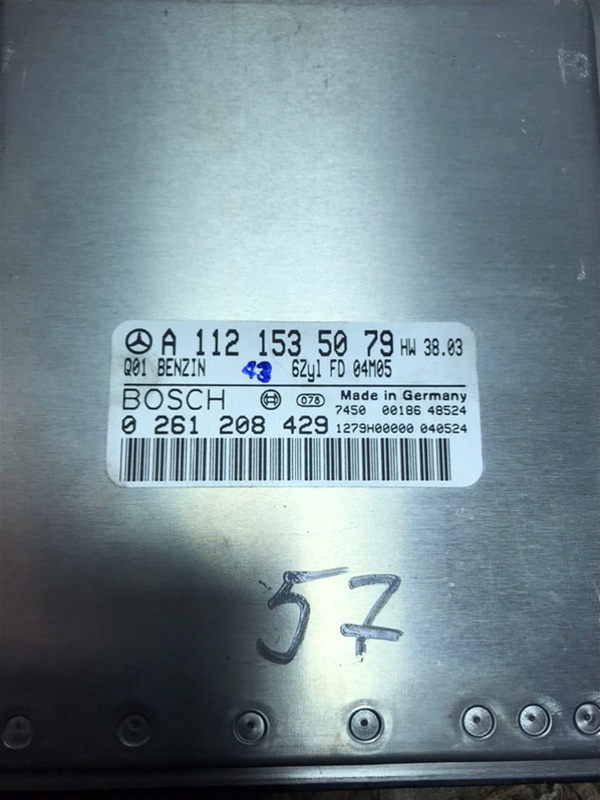 A 112 153 50 79 HW 38.03
Q01 BENZIN 43 6Zyl FD 04M05
BOSCH 078 Made in Germany
7450 00186 48524
0 261 208 429 1279H00000 040524
57